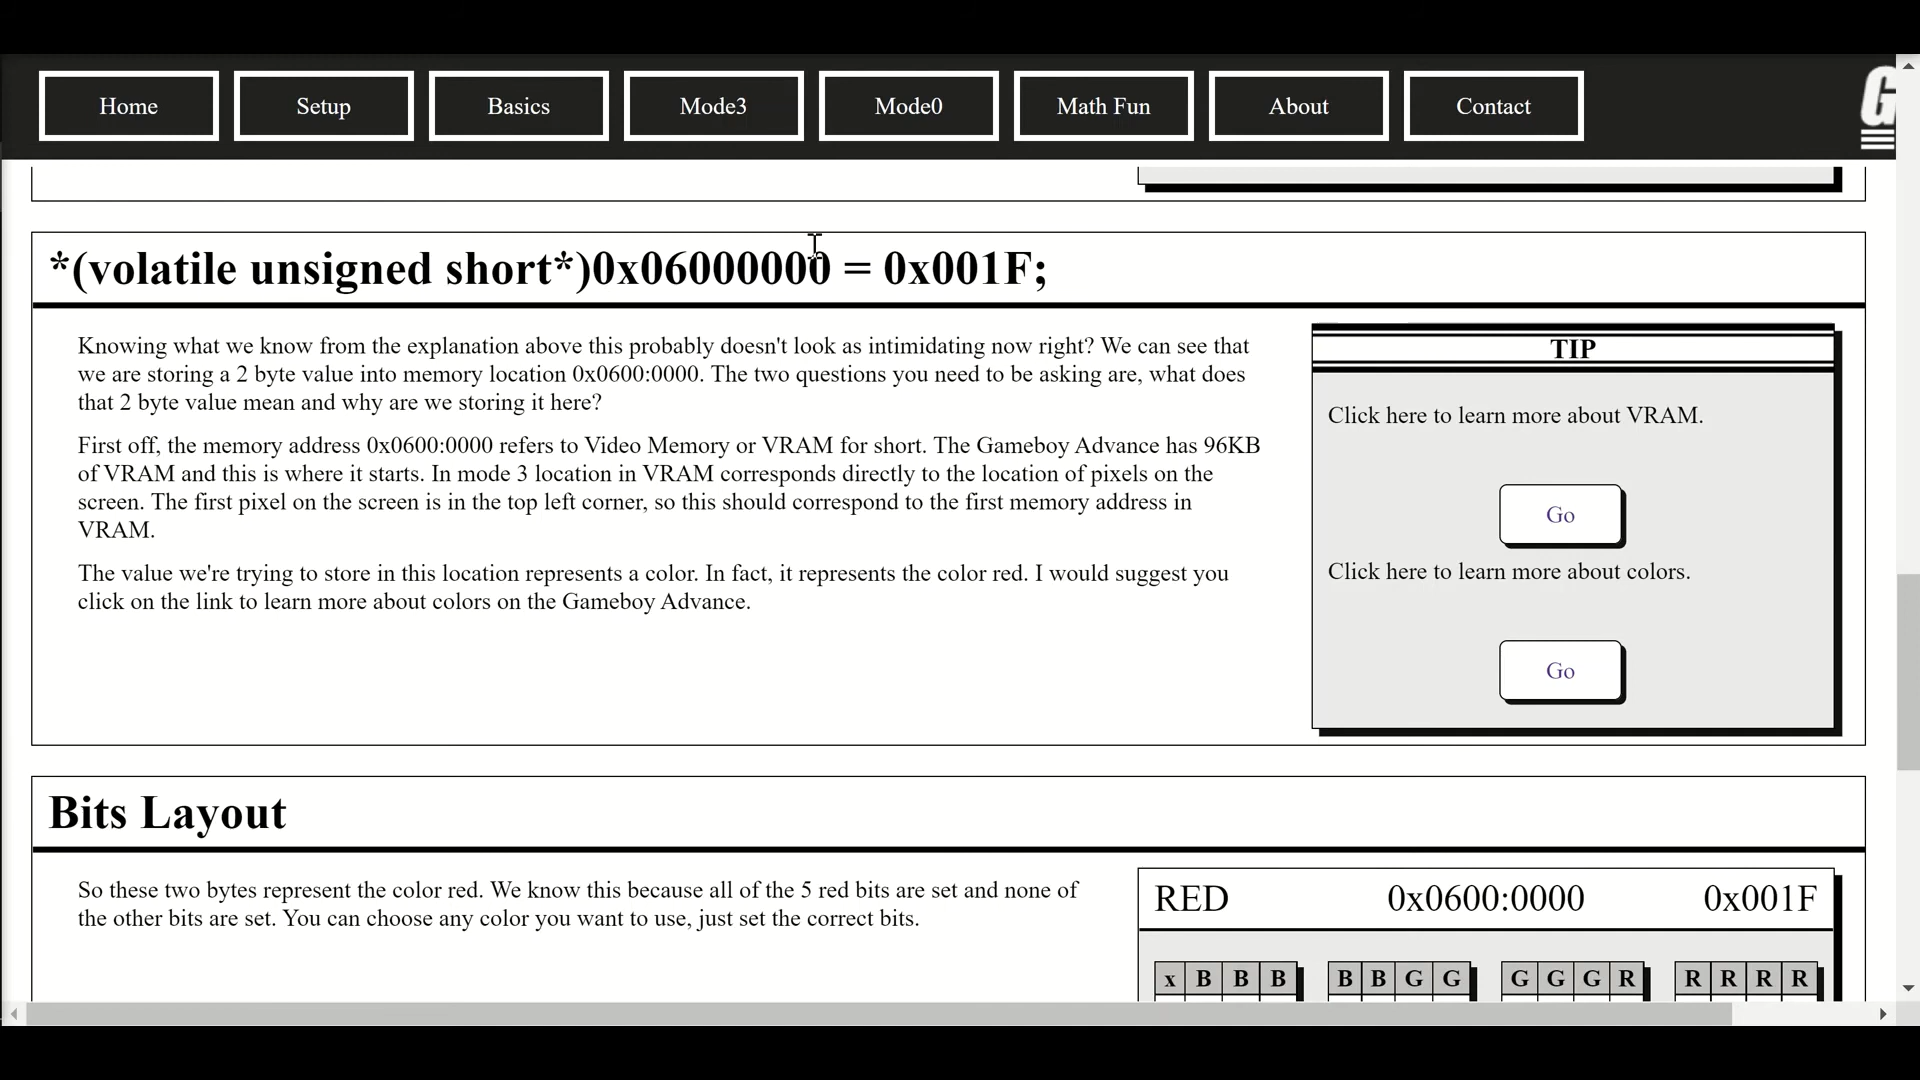 Home Setup Basics Mode3 Mode0 Math Fun About Contact
G
*(volatile unsigned short*)0x06000000 = 0x001F;
Knowing what we know from the explanation above this probably doesn't look as intimidating now right? We can see that
we are storing a 2 byte value into memory location 0x0600:0000. The two questions you need to be asking are, what does
that 2 byte value mean and why are we storing it here?
First off, the memory address 0x0600:0000 refers to Video Memory or VRAM for short. The Gameboy Advance has 96KB
of VRAM and this is where it starts. In mode 3 location in VRAM corresponds directly to the location of pixels on the
screen. The first pixel on the screen is in the top left corner, so this should correspond to the first memory address in
VRAM.
The value we're trying to store in this location represents a color. In fact, it represents the color red. I would suggest you
click on the link to learn more about colors on the Gameboy Advance.
TIP
Click here to learn more about VRAM.
Go
Click here to learn more about colors.
Go
Bits Layout
So these two bytes represent the color red. We know this because all of the 5 red bits are set and none of
the other bits are set. You can choose any color you want to use, just set the correct bits.
RED 0x0600:0000 0x001F
x B B B B B G G G G G R R R R R